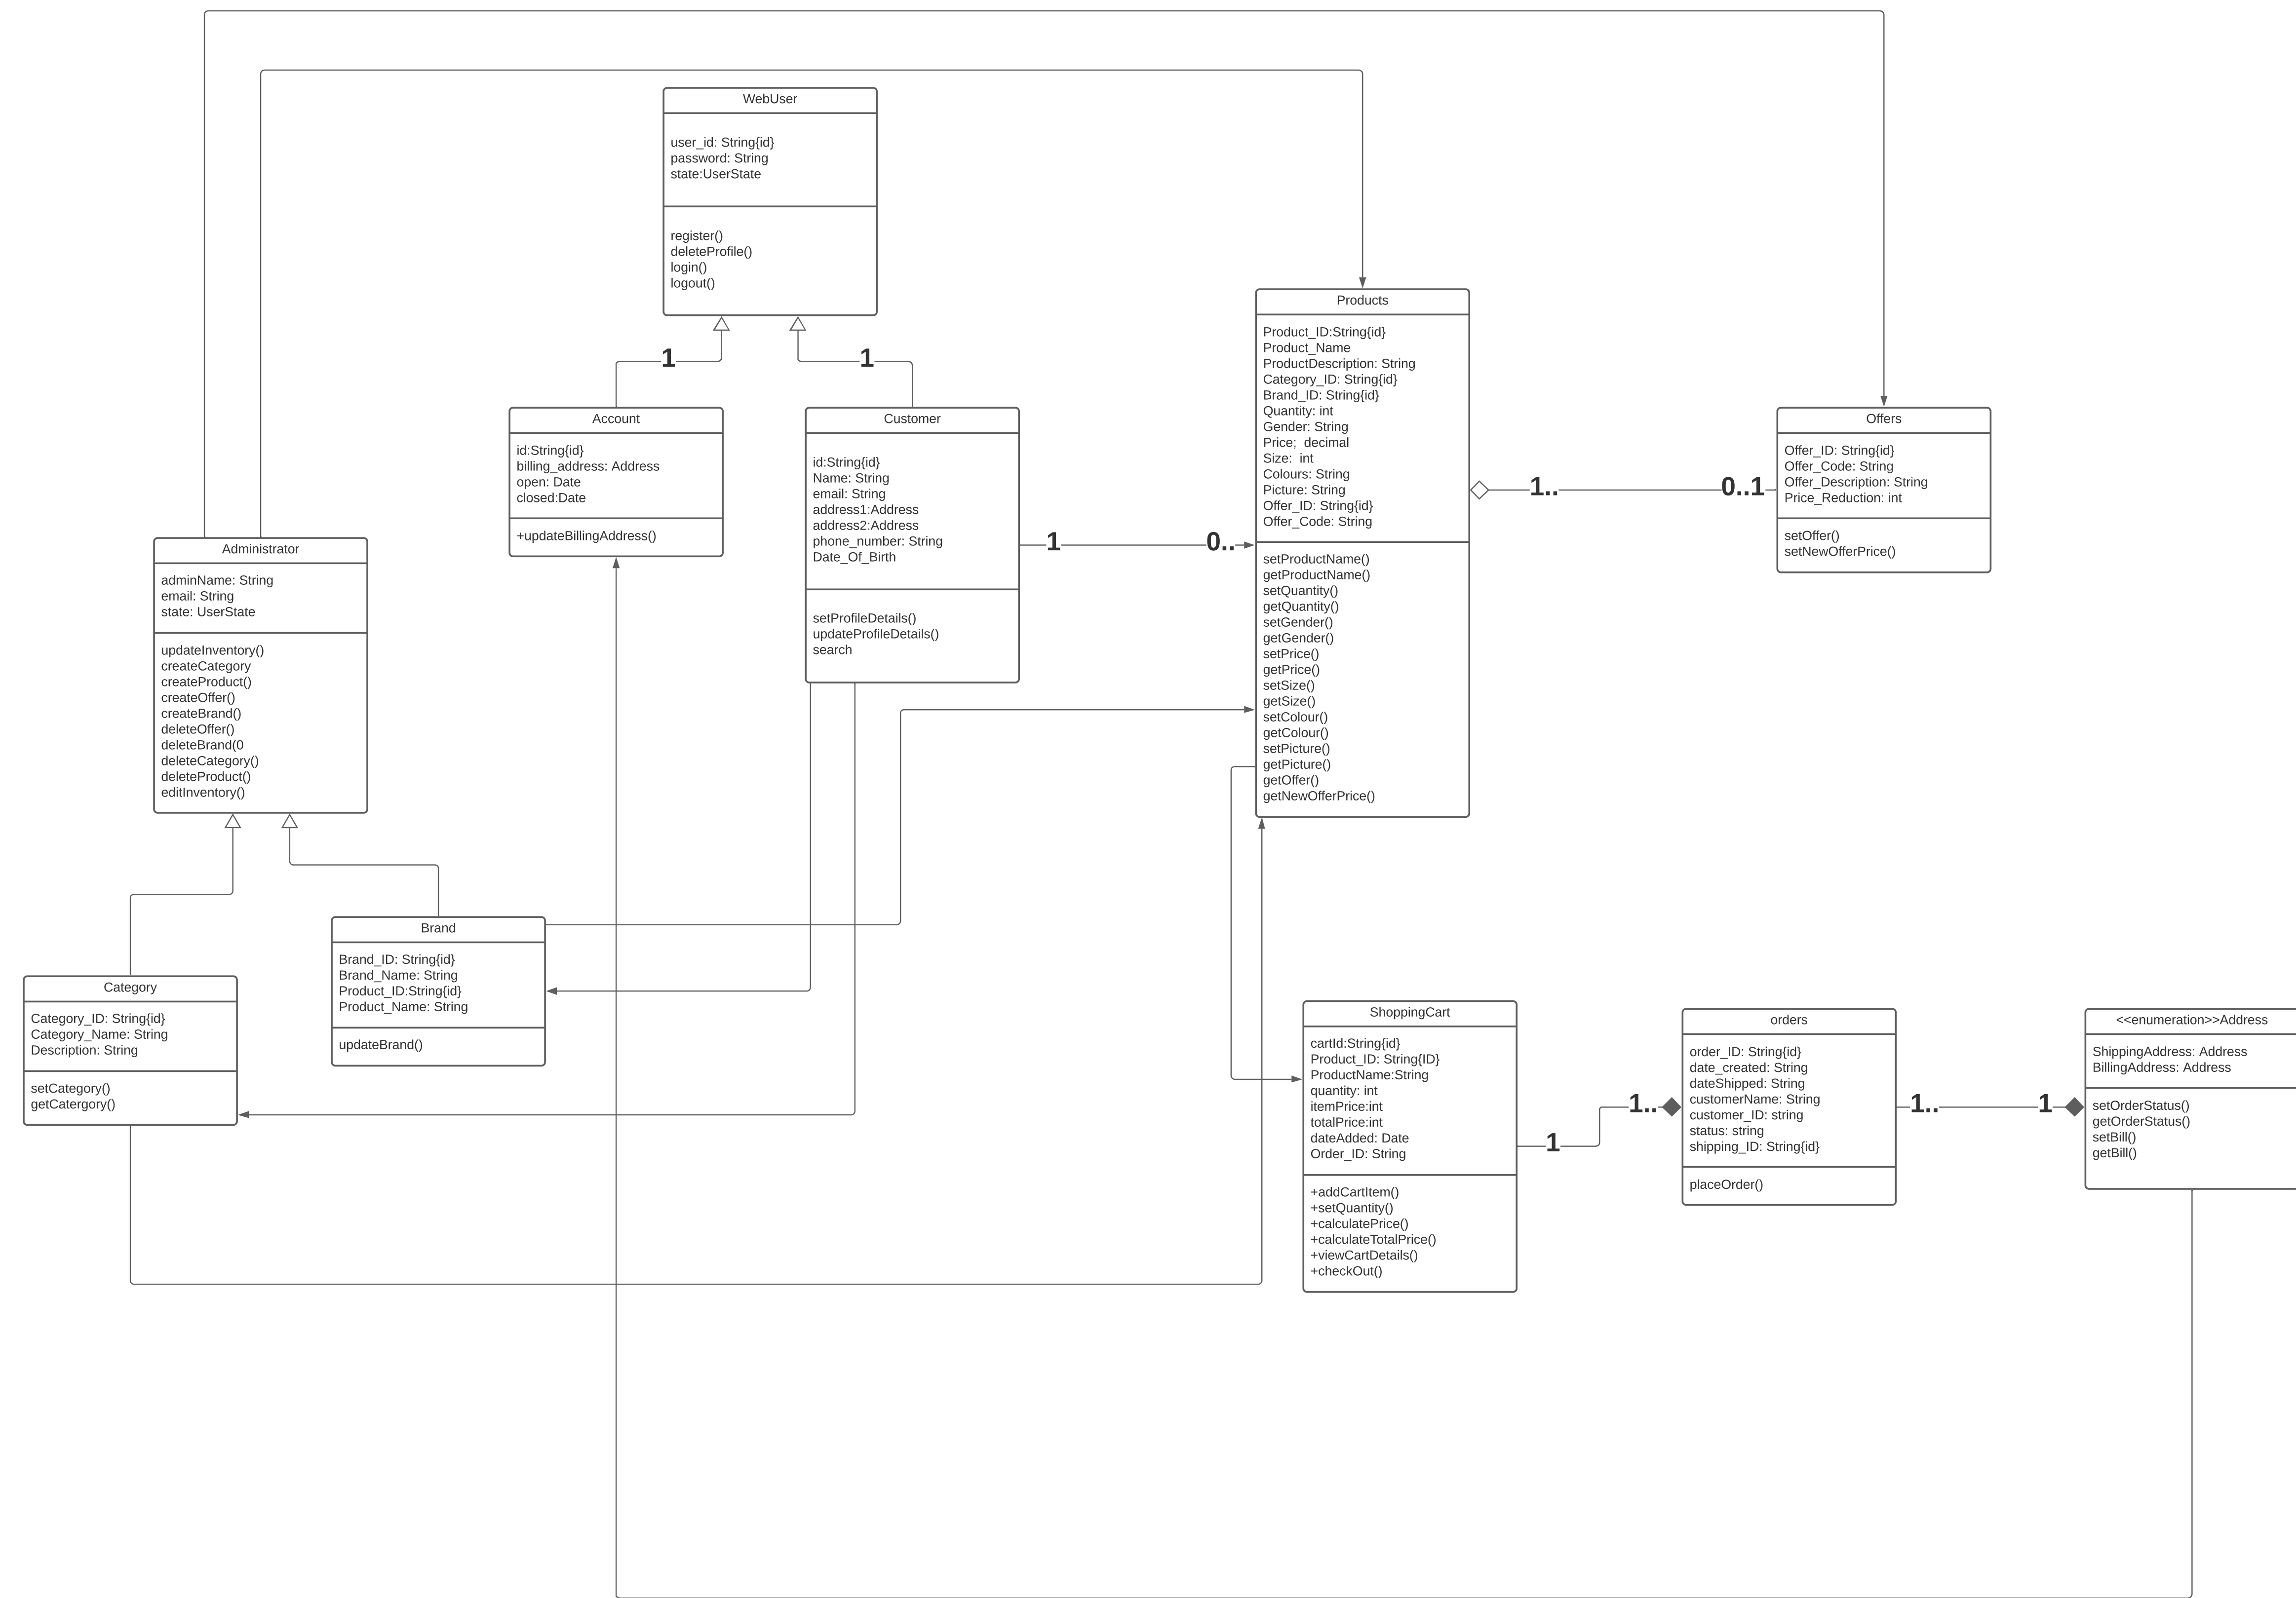 WebUser
user_id: String{id}
password: String
state:UserState
register()
deleteProfile()
login()
logout()
1
1
Account
id:String{id}
billing_address: Address
open: Date
closed:Date
+updateBillingAddress()
Customer
id:String{id}
Name: String
email: String
address1:Address
address2:Address
phone_number: String
Date_Of_Birth
setProfileDetails()
updateProfileDetails()
search
1
0..
Products
Product_ID:String{id}
Product_Name
ProductDescription: String
Category_ID: String{id}
Brand_ID: String{id}
Quantity: int
Gender: String
Price;  decimal
Size:  int
Colours: String
Picture: String
Offer_ID: String{id}
Offer_Code: String
setProductName()
getProductName()
setQuantity()
getQuantity()
setGender()
getGender()
setPrice()
getPrice()
setSize()
getSize()
setColour()
getColour()
setPicture()
getPicture()
getOffer()
getNewOfferPrice()
1..
0..1
Offers
Offer_ID: String{id}
Offer_Code: String
Offer_Description: String
Price_Reduction: int
setOffer()
setNewOfferPrice()
Administrator
adminName: String
email: String
state: UserState
updateInventory()
createCategory
createProduct()
createOffer()
createBrand()
deleteOffer()
deleteBrand(0
deleteCategory()
deleteProduct()
editInventory()
Brand
Brand_ID: String{id}
Brand_Name: String
Product_ID:String{id}
Product_Name: String
updateBrand()
Category
Category_ID: String{id}
Category_Name: String
Description: String
setCategory()
getCatergory()
ShoppingCart
cartId:String{id}
Product_ID: String{ID}
ProductName:String
quantity: int
itemPrice:int
totalPrice:int
dateAdded: Date
Order_ID: String
+addCartItem()
+setQuantity()
+calculatePrice()
+calculateTotalPrice()
+viewCartDetails()
+checkOut()
1
1..
orders
order_ID: String{id}
date_created: String
dateShipped: String
customerName: String
customer_ID: string
status: string
shipping_ID: String{id}
placeOrder()
1..
1
<<enumeration>>Address
ShippingAddress: Address
BillingAddress: Address
setOrderStatus()
getOrderStatus()
setBill()
getBill()